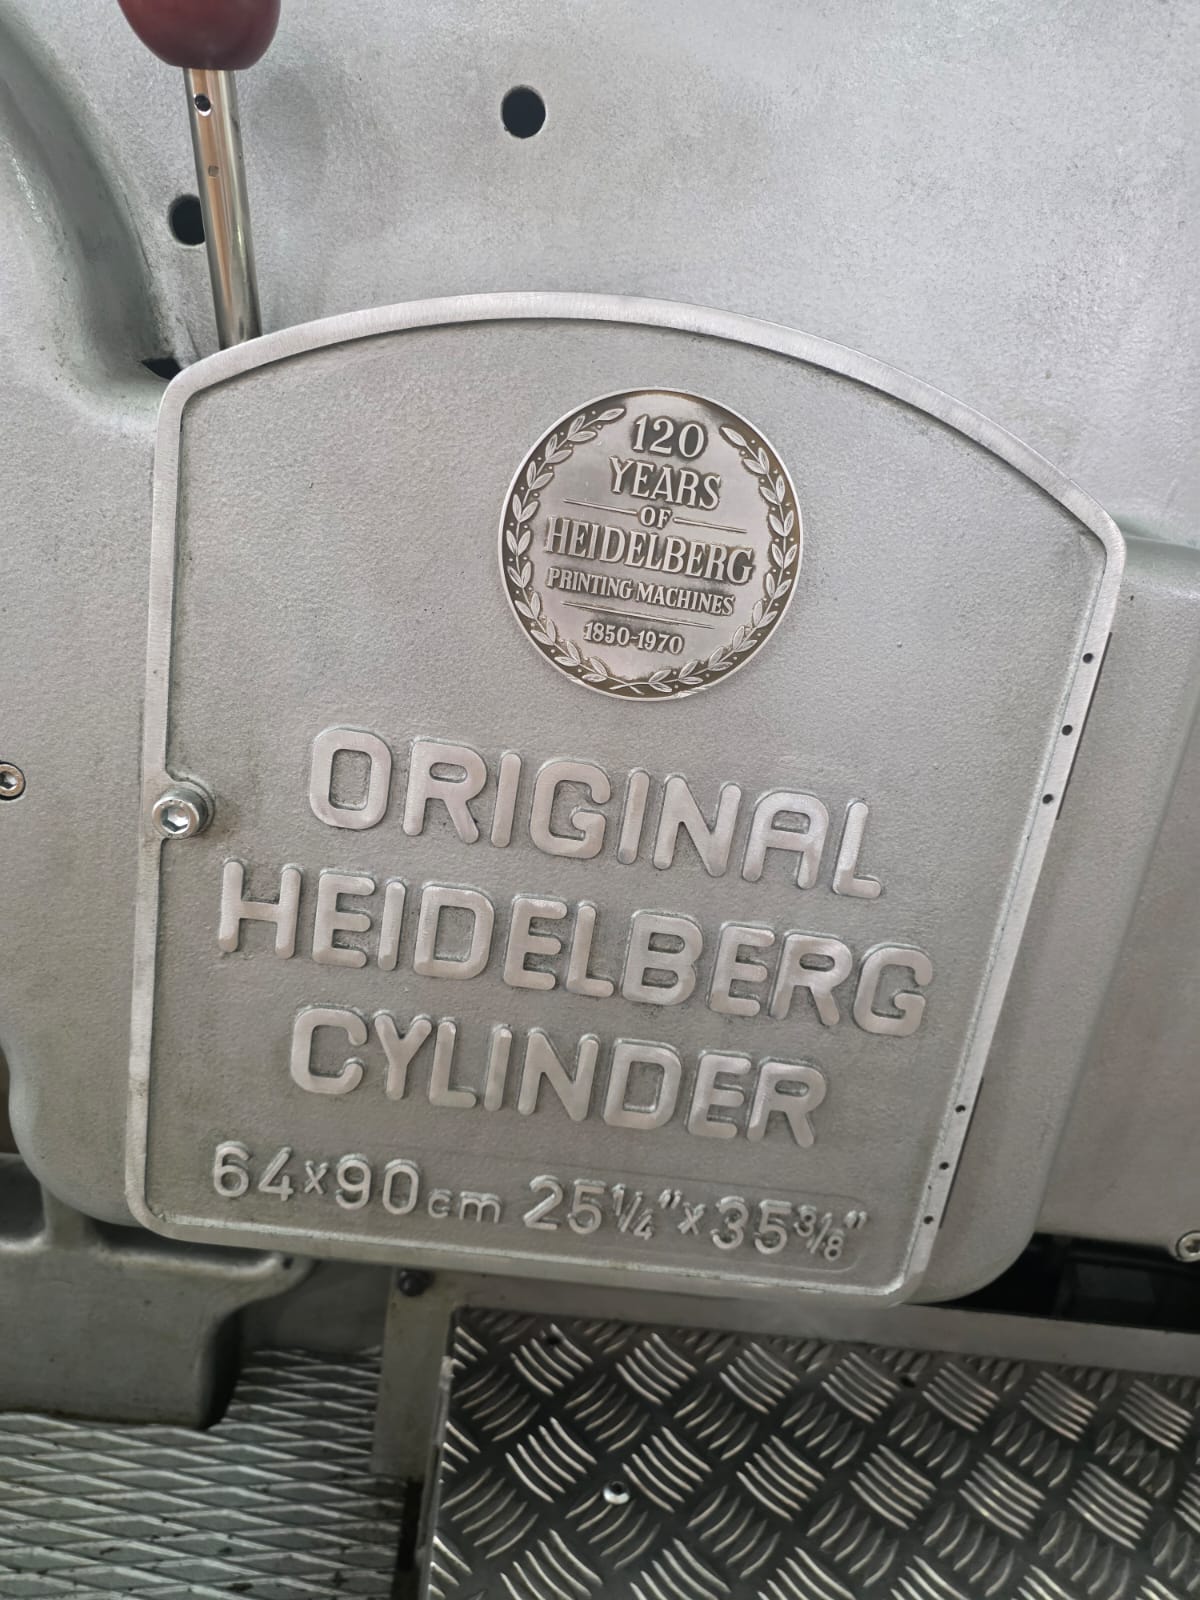 120
YEARS
OF
HEIDELBERG
PRINTING MACHINES
1850-1970
ORIGINAL
HEIDELBERG
CYLINDER
64x90cm 25¼"x35⅜"